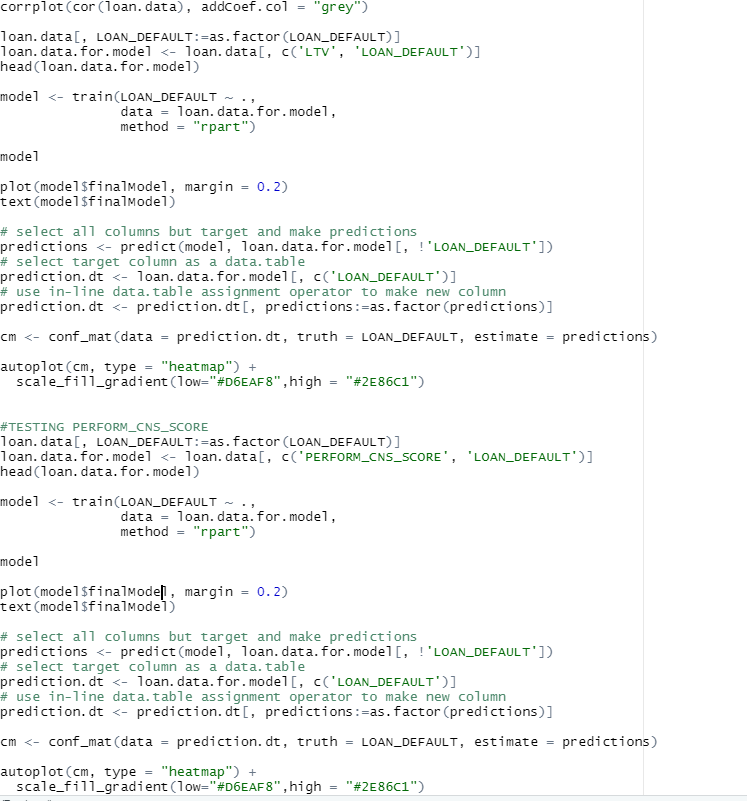 corrplot(cor(loan.data), addCoef.col = "grey")
loan.data[, LOAN_DEFAULT:=as.factor(LOAN_DEFAULT)]
loan.data.for.model <- loan.data[, c('LTV', 'LOAN_DEFAULT')]
head(loan.data.for.model)
model <- train(LOAN_DEFAULT ~ .,
data = loan.data.for.model,
method = "rpart")
model
plot(model$finalModel, margin = 0.2)
text(model$finalModel)
# select all columns but target and make predictions
predictions <- predict(model, loan.data.for.model[, !'LOAN_DEFAULT'])
# select target column as a data.table
prediction.dt <- loan.data.for.model[, c('LOAN_DEFAULT')]
# use in-line data.table assignment operator to make new column
prediction.dt <- prediction.dt[, predictions:=as.factor(predictions)]
cm <- conf_mat(data = prediction.dt, truth = LOAN_DEFAULT, estimate = predictions)
autoplot(cm, type = "heatmap") +
scale_fill_gradient(low="#D6EAF8",high = "#2E86C1")
#TESTING PERFORM_CNS_SCORE
loan.data[, LOAN_DEFAULT:=as.factor(LOAN_DEFAULT)]
loan.data.for.model <- loan.data[, c('PERFORM_CNS_SCORE', 'LOAN_DEFAULT')]
head(loan.data.for.model)
model <- train(LOAN_DEFAULT ~ .,
data = loan.data.for.model,
method = "rpart")
model
plot(model$finalModel, margin = 0.2)
text(model$finalModel)
# select all columns but target and make predictions
predictions <- predict(model, loan.data.for.model[, !'LOAN_DEFAULT'])
# select target column as a data.table
prediction.dt <- loan.data.for.model[, c('LOAN_DEFAULT')]
# use in-line data.table assignment operator to make new column
prediction.dt <- prediction.dt[, predictions:=as.factor(predictions)]
cm <- conf_mat(data = prediction.dt, truth = LOAN_DEFAULT, estimate = predictions)
autoplot(cm, type = "heatmap") +
scale_fill_gradient(low="#D6EAF8",high = "#2E86C1")